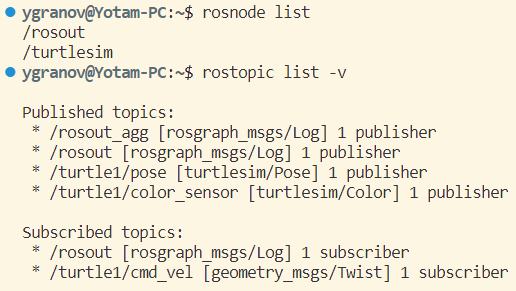 ygranov@Yotam-PC:~$ rosnode list
/rosout
/turtlesim
ygranov@Yotam-PC:~$ rostopic list -v
Published topics:
* /rosout_agg [rosgraph_msgs/Log] 1 publisher
* /rosout [rosgraph_msgs/Log] 1 publisher
* /turtle1/pose [turtlesim/Pose] 1 publisher
* /turtle1/color_sensor [turtlesim/Color] 1 publisher
Subscribed topics:
* /rosout [rosgraph_msgs/Log] 1 subscriber
* /turtle1/cmd_vel [geometry_msgs/Twist] 1 subscriber